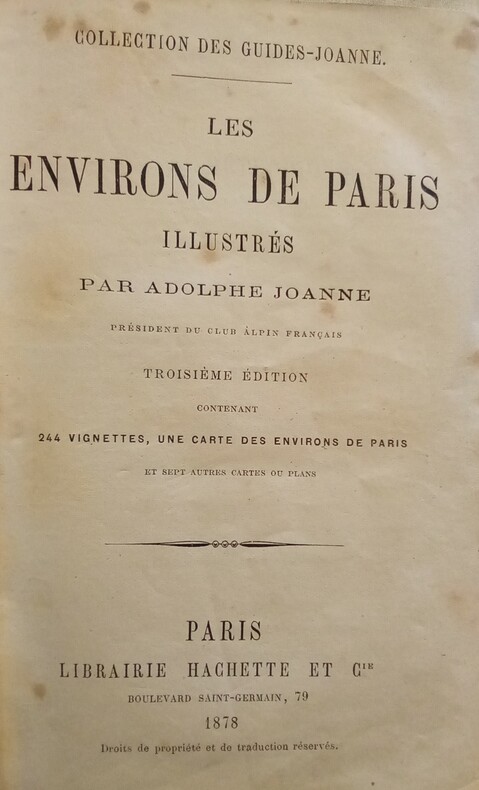 COLLECTION DES GUIDES-JOANNE.
LES
ENVIRONS DE PARIS
ILLUSTRÉS
PAR ADOLPHE JOANNE
PRÉSIDENT DU CLUB ALPIN FRANÇAIS
TROISIÈME ÉDITION
CONTENANT
244 VIGNETTES, UNE CARTE DES ENVIRONS DE PARIS
ET SEPT AUTRES CARTES OU PLANS
PARIS
LIBRAIRIE HACHETTE ET CIE
BOULEVARD SAINT-GERMAIN, 79
1878
Droits de propriété et de traduction réservés.